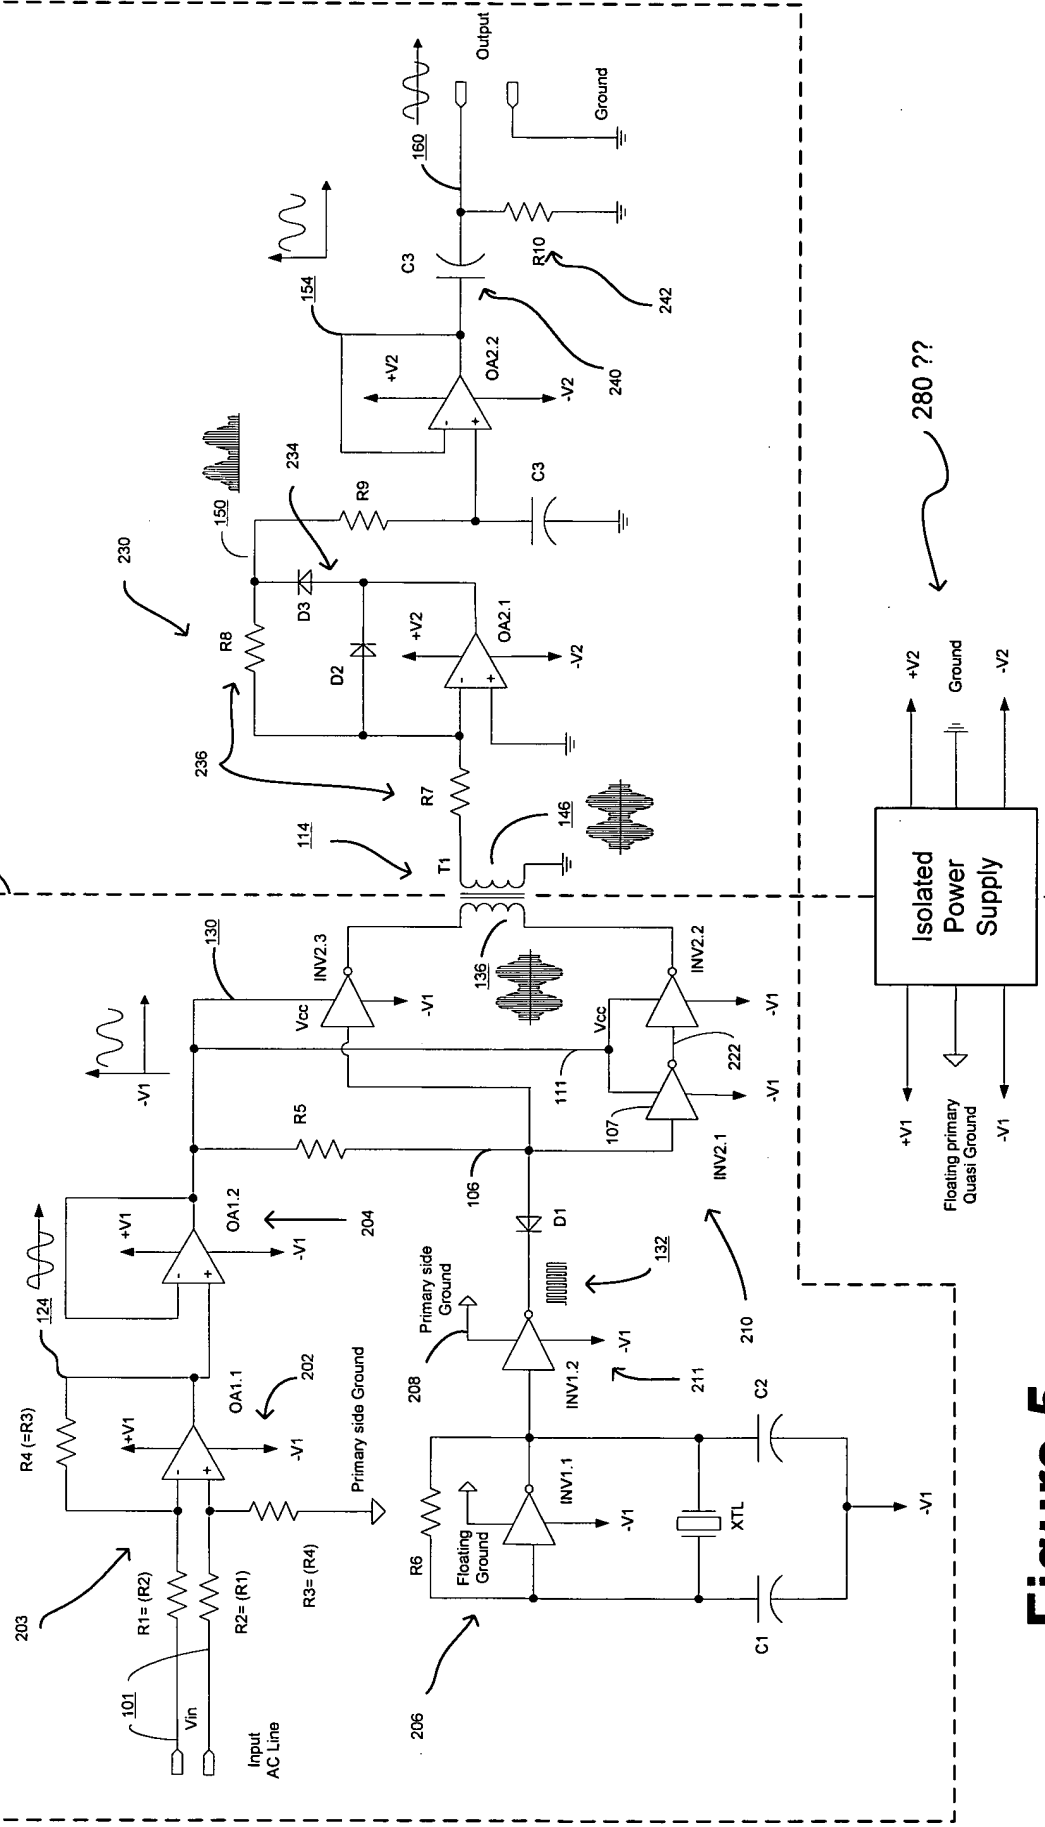 203
101
Vin
Input
AC Line
R1= (R2)
R2= (R1)
R3= (R4)
R4 (=R3)
-
+
+V1
-V1
OA1.1
202
Primary side Ground
124
-
+
+V1
-V1
OA1.2
204
-V1
130
R5
106
111
Vcc
INV2.3
-V1
Vcc
107
INV2.1
-V1
222
INV2.2
-V1
136
210
206
R6
Floating
Ground
INV1.1
-V1
XTL
C1
C2
-V1
208
Primary side
Ground
INV1.2
-V1
211
132
D1
114
T1
146
236
R7
230
R8
D2
D3
234
-
+
+V2
-V2
OA2.1
150
R9
C3
154
-
+
+V2
-V2
OA2.2
240
C3
R10
242
160
Output
Ground
280 ??
Isolated
Power
Supply
+V1
Floating primary
Quasi Ground
-V1
+V2
Ground
-V2
Figure 5